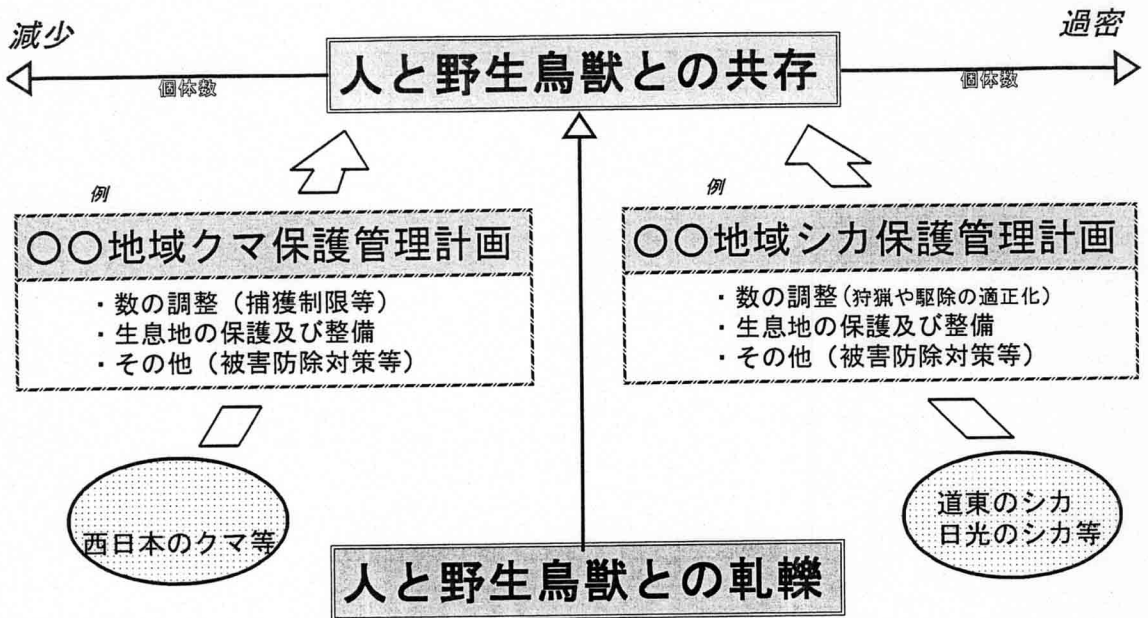 減少
過密
人と野生鳥獣との共存
個体数
個体数
例
例
〇〇地域クマ保護管理計画
・数の調整（捕獲制限等）
・生息地の保護及び整備
・その他（被害防除対策等）
〇〇地域シカ保護管理計画
・数の調整（狩猟や駆除の適正化）
・生息地の保護及び整備
・その他（被害防除対策等）
西日本のクマ等
道東のシカ
日光のシカ等
人と野生鳥獣との軋轢